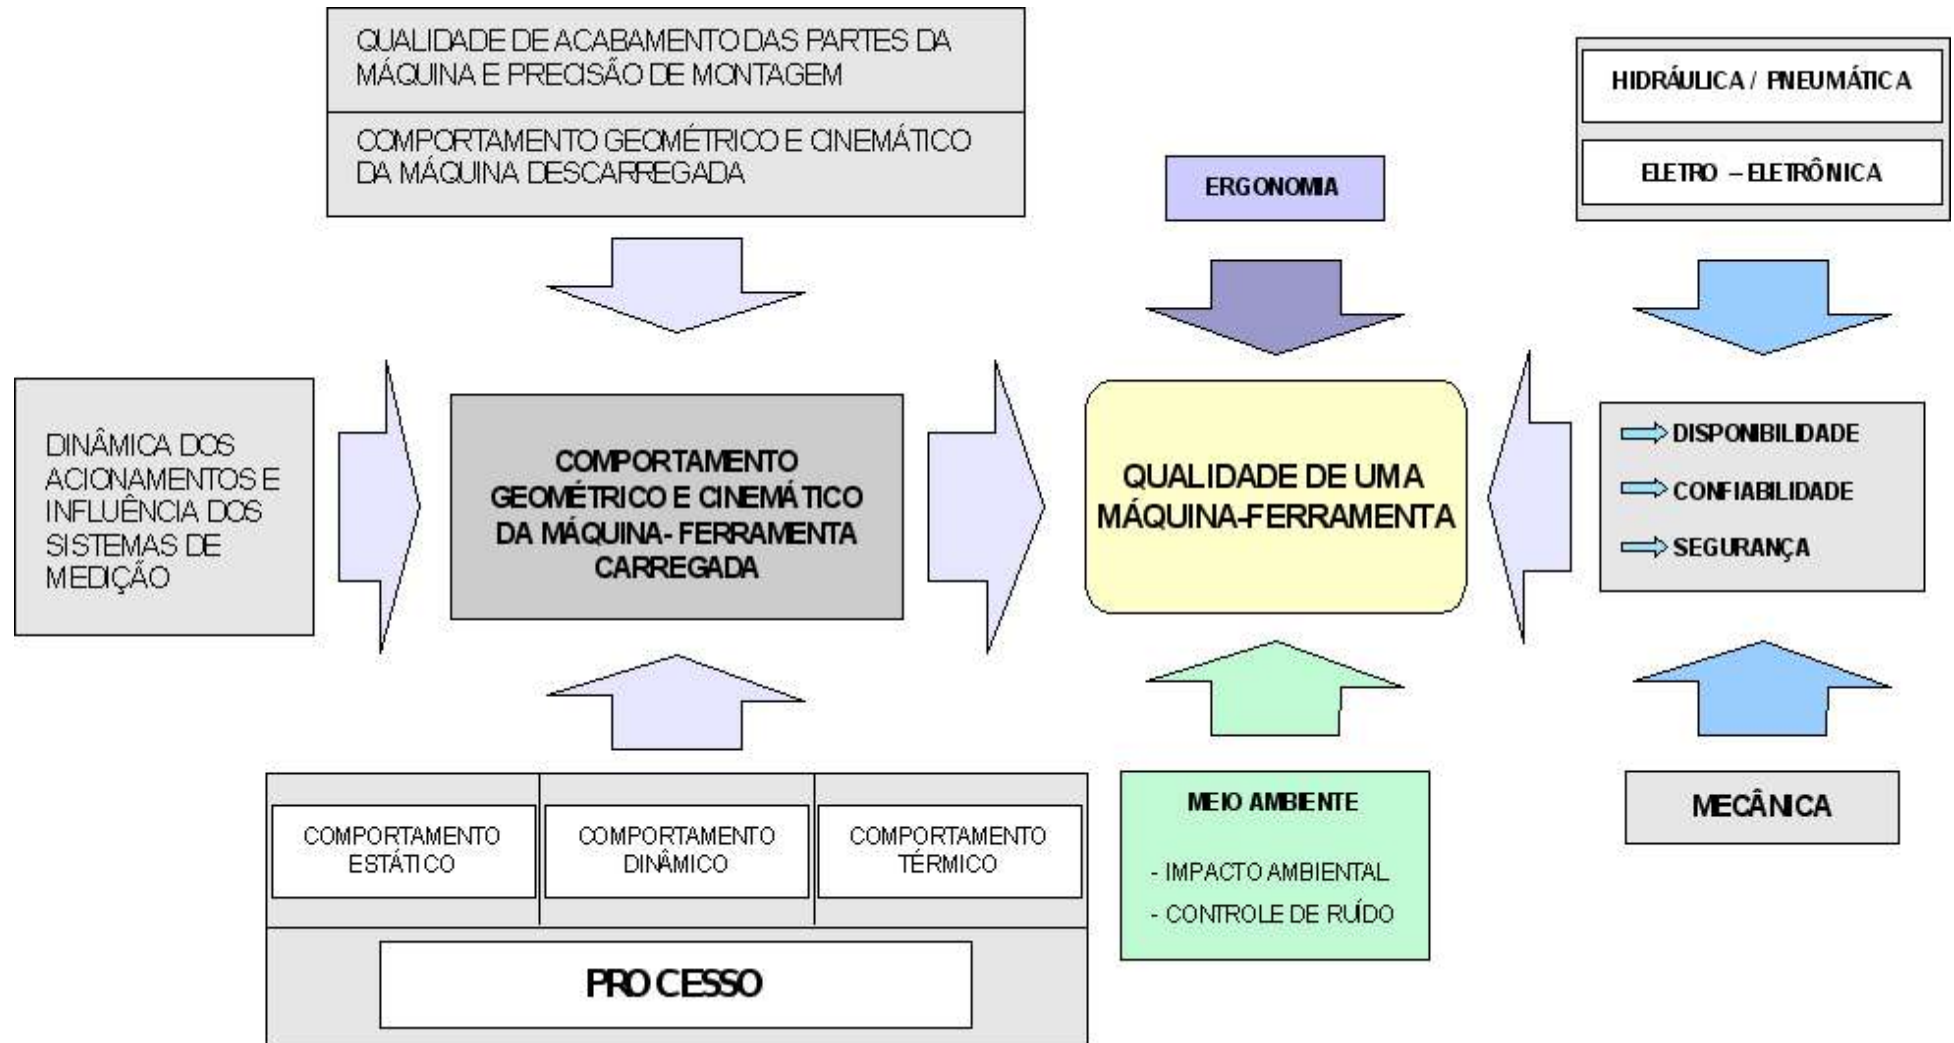 QUALIDADE DE ACABAMENTO DAS PARTES DA
MÁQUINA E PRECISÃO DE MONTAGEM
COMPORTAMENTO GEOMÉTRICO E CINEMÁTICO
DA MÁQUINA DESCARREGADA
ERGONOMIA
HIDRÁULICA / PNEUMÁTICA
ELETRO – ELETRÔNICA
DINÂMICA DOS
ACIONAMENTOS E
INFLUÊNCIA DOS
SISTEMAS DE
MEDIÇÃO
COMPORTAMENTO
GEOMÉTRICO E CINEMÁTICO
DA MÁQUINA- FERRAMENTA
CARREGADA
QUALIDADE DE UMA
MÁQUINA-FERRAMENTA
DISPONIBILIDADE
CONFIABILIDADE
SEGURANÇA
COMPORTAMENTO
ESTÁTICO
COMPORTAMENTO
DINÂMICO
COMPORTAMENTO
TÉRMICO
PROCESSO
MEIO AMBIENTE
- IMPACTO AMBIENTAL
- CONTROLE DE RUÍDO
MECÂNICA